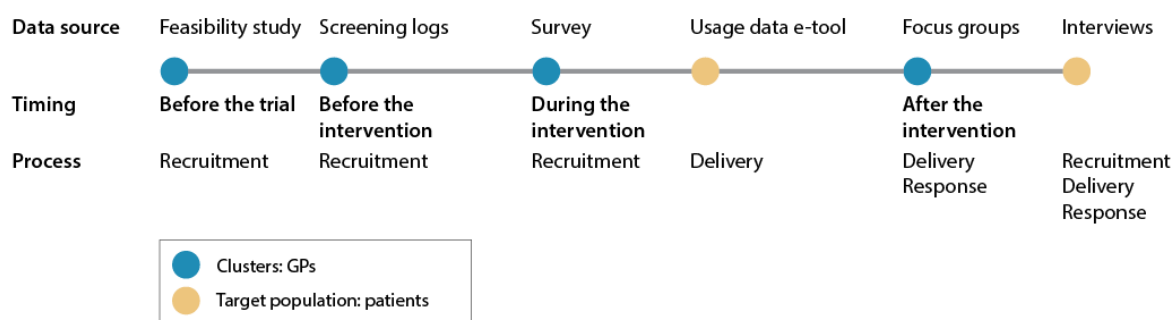 Data source Feasibility study Screening logs Survey Usage data e-tool Focus groups Interviews
Timing Before the trial Before the During the After the
intervention intervention intervention
Process Recruitment Recruitment Recruitment Delivery Delivery Recruitment
Response Delivery
Response
Clusters: GPs
Target population: patients